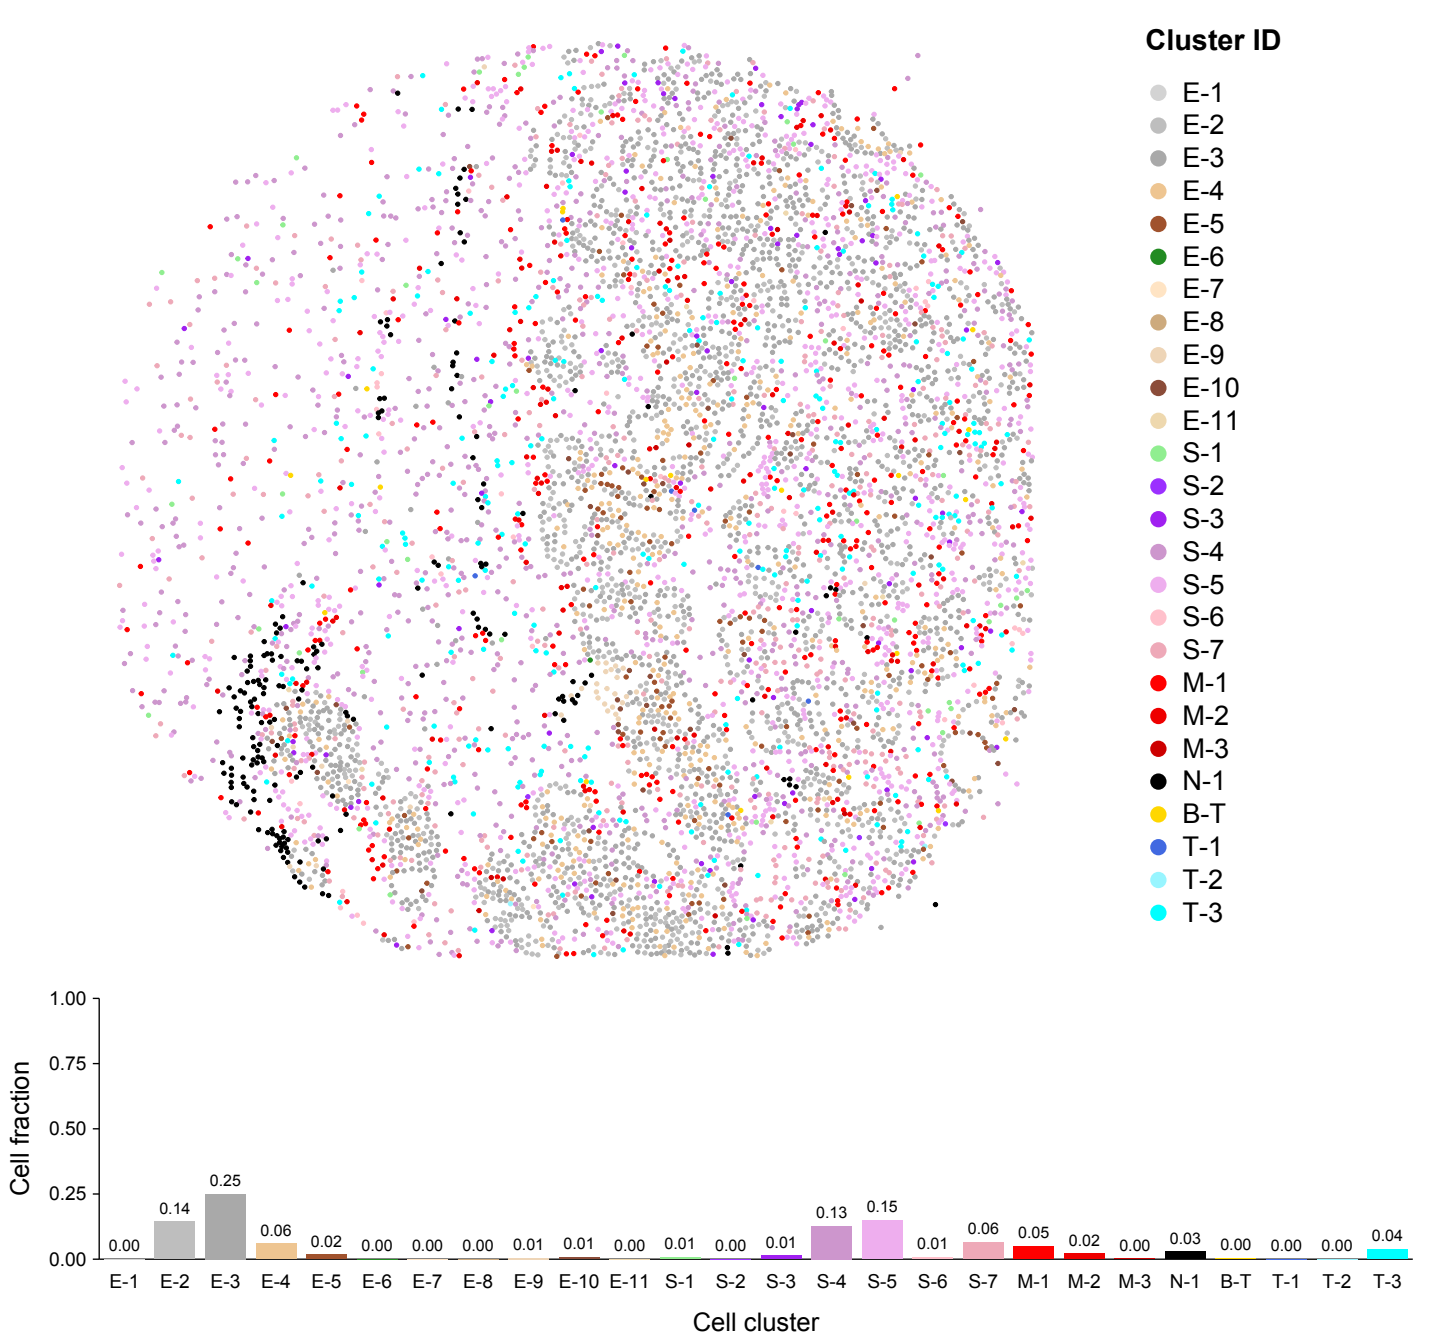 Cluster ID
E-1
E-2
E-3
E-4
E-5
E-6
E-7
E-8
E-9
E-10
E-11
S-1
S-2
S-3
S-4
S-5
S-6
S-7
M-1
M-2
M-3
N-1
B-T
T-1
T-2
T-3
1.00
0.75
0.50
0.25
0.00
Cell fraction
0.00 0.14 0.25 0.06 0.02 0.00 0.00 0.00 0.01 0.01 0.00 0.01 0.00 0.01 0.13 0.15 0.01 0.06 0.05 0.02 0.00 0.03 0.00 0.00 0.00 0.04
E-1 E-2 E-3 E-4 E-5 E-6 E-7 E-8 E-9 E-10 E-11 S-1 S-2 S-3 S-4 S-5 S-6 S-7 M-1 M-2 M-3 N-1 B-T T-1 T-2 T-3
Cell cluster